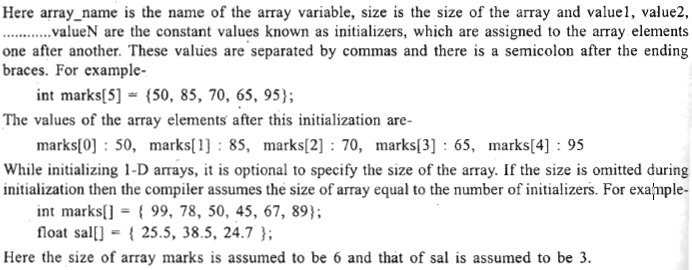 Here array_name is the name of the array variable, size is the size of the array and value1, value2,
............valueN are the constant values known as initializers, which are assigned to the array elements
one after another. These values are separated by commas and there is a semicolon after the ending
braces. For example-
int marks[5] = {50, 85, 70, 65, 95};
The values of the array elements after this initialization are-
marks[0] : 50, marks[1] : 85, marks[2] : 70, marks[3] : 65, marks[4] : 95
While initializing 1-D arrays, it is optional to specify the size of the array. If the size is omitted during
initialization then the compiler assumes the size of array equal to the number of initializers. For example-
int marks[] = { 99, 78, 50, 45, 67, 89};
float sal[] = { 25.5, 38.5, 24.7 };
Here the size of array marks is assumed to be 6 and that of sal is assumed to be 3.